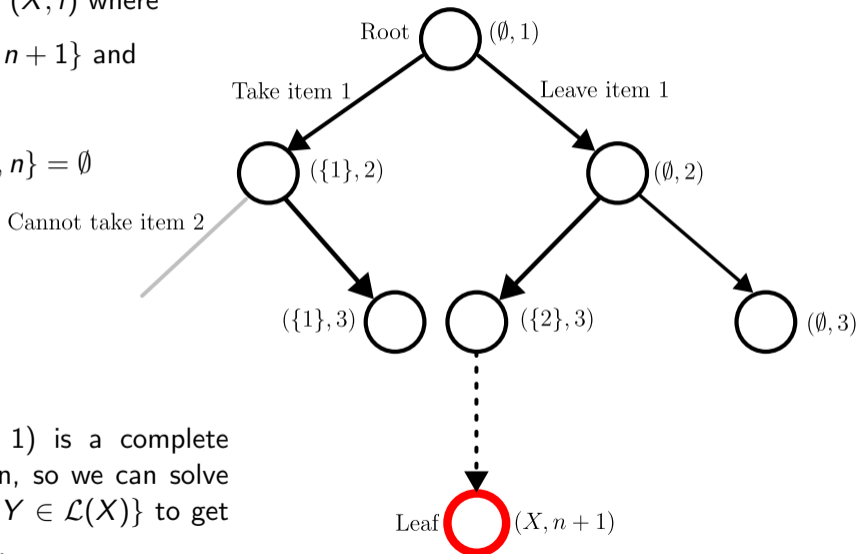 (X, i) where
Root (∅, 1)
n + 1} and
Take item 1 Leave item 1
, n} = ∅
({1}, 2) (∅, 2)
Cannot take item 2
({1}, 3) ({2}, 3) (∅, 3)
1) is a complete
n, so we can solve
Y ∈ ℒ(X)} to get
Leaf (X, n + 1)